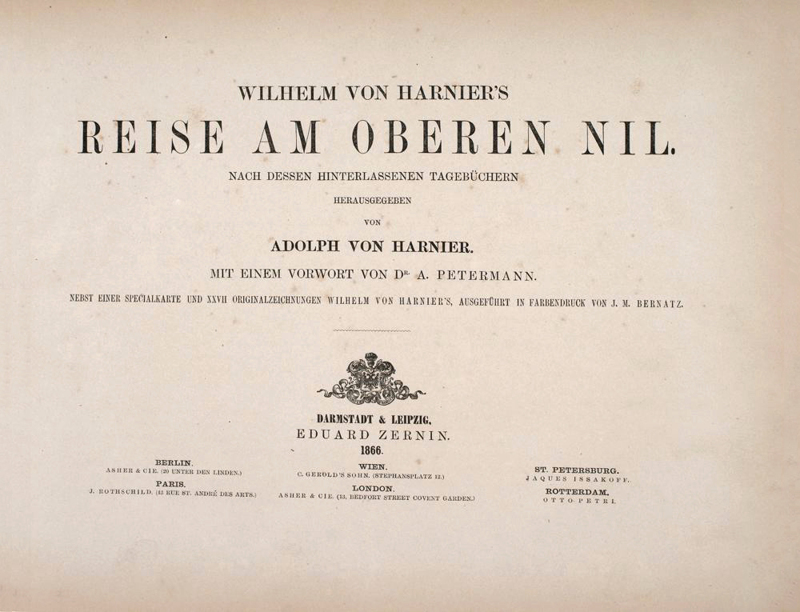 WILHELM VON HARNIER'S
REISE AM OBEREN NIL.
NACH DESSEN HINTERLASSENEN TAGEBÜCHERN
HERAUSGEGEBEN
VON
ADOLPH VON HARNIER.
MIT EINEM VORWORT VON DR. A. PETERMANN.
NEBST EINER SPECIALKARTE UND XXVII ORIGINALZEICHNUNGEN WILHELM VON HARNIER'S, AUSGEFÜHRT IN FARBENDRUCK VON J. M. BERNATZ.
DARMSTADT & LEIPZIG,
EDUARD ZERNIN.
1866.
BERLIN.
ASHER & CIE. (20 UNTER DEN LINDEN.)
PARIS.
J. ROTHSCHILD. (43 RUE ST. ANDRÉ DES ARTS.)
WIEN.
C. GEROLD'S SOHN. (STEPHANSPLATZ 12.)
LONDON.
ASHER & CIE. (13, BEDFORT STREET COVENT GARDEN.)
ST. PETERSBURG.
JAQUES ISSAKOFF.
ROTTERDAM.
OTTO PETRI.